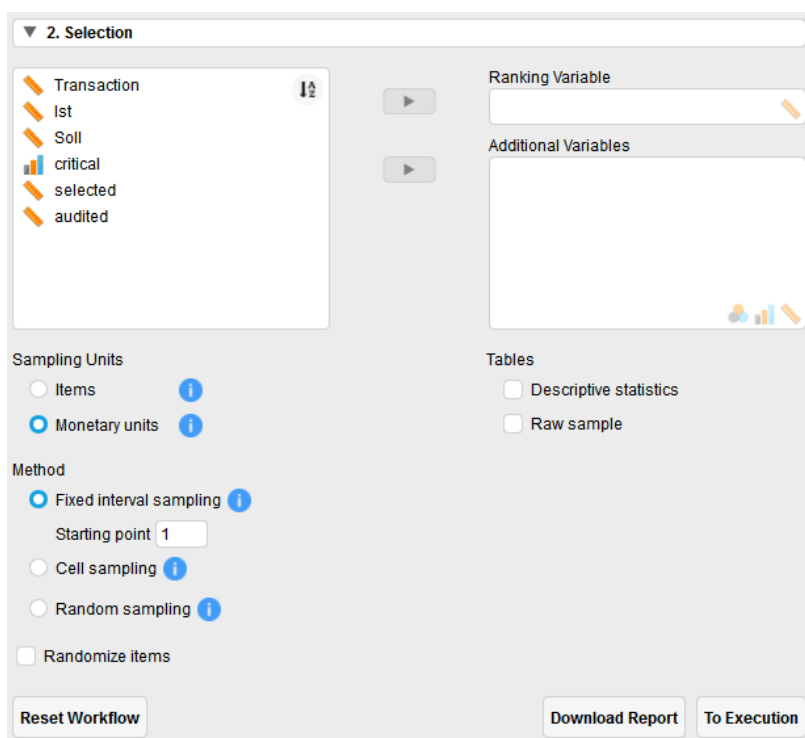 2. Selection
Transaction
Ist
Soll
critical
selected
audited
Ranking Variable
Additional Variables
Sampling Units
Items
Monetary units
Tables
Descriptive statistics
Raw sample
Method
Fixed interval sampling
Starting point 1
Cell sampling
Random sampling
Randomize items
Reset Workflow
Download Report
To Execution